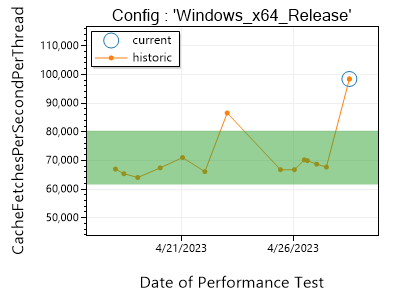 Config : 'Windows_x64_Release'
current
historic
CacheFetchesPerSecondPerThread
110,000
100,000
90,000
80,000
70,000
60,000
50,000
4/21/2023
4/26/2023
Date of Performance Test